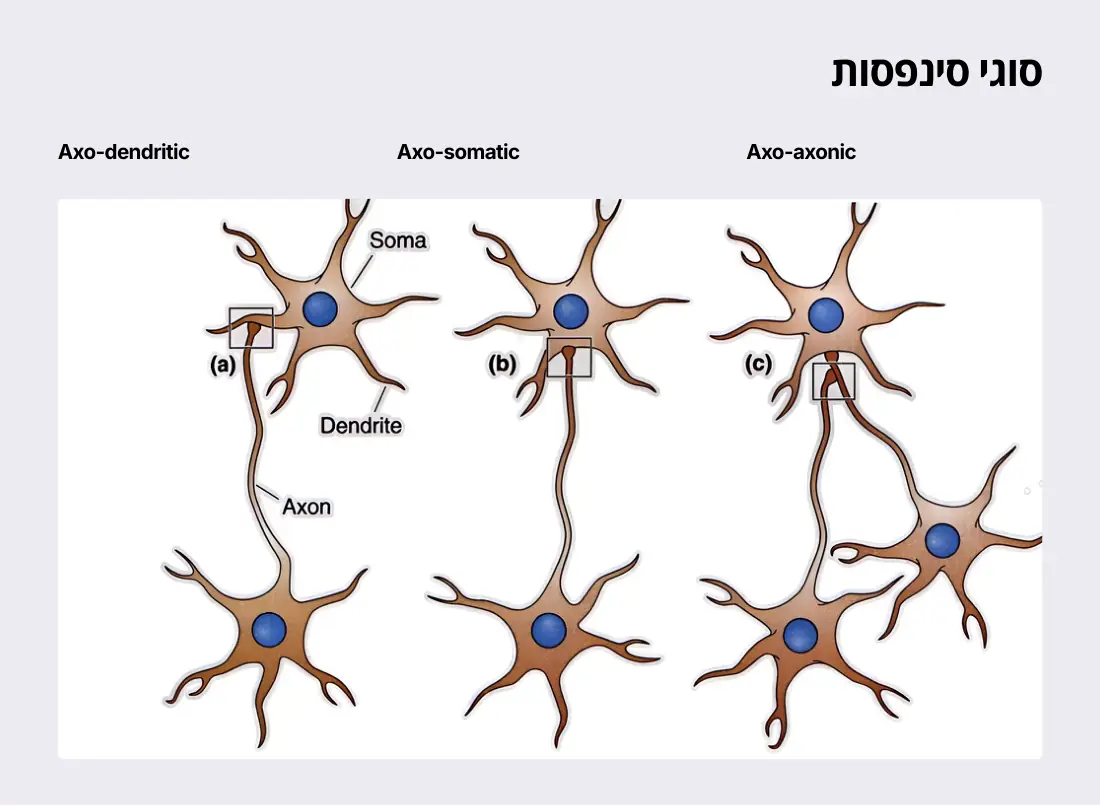 סוגי סינפסות
Axo-dendritic
Axo-somatic
Axo-axonic
Soma
(a)
(b)
(c)
Dendrite
Axon